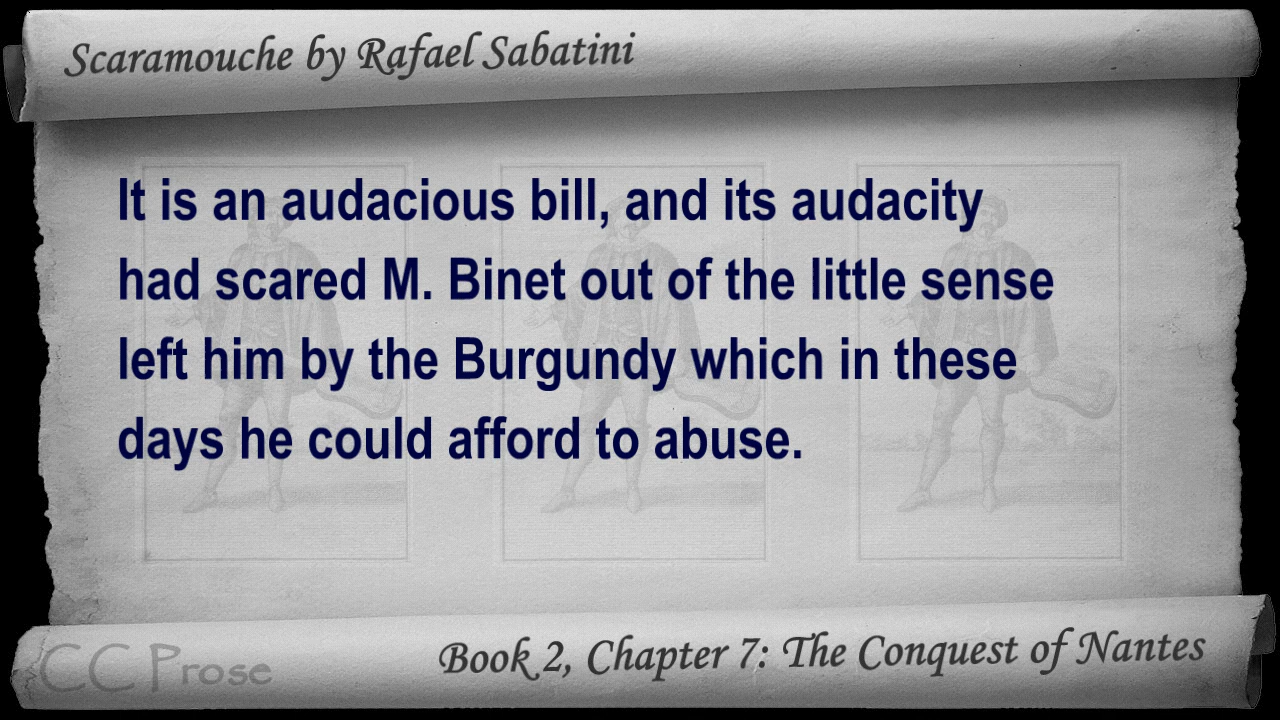 Scaramouche by Rafael Sabatini
It is an audacious bill, and its audacity
had scared M. Binet out of the little sense
left him by the Burgundy which in these
days he could afford to abuse.
CC Prose
Book 2, Chapter 7: The Conquest of Nantes